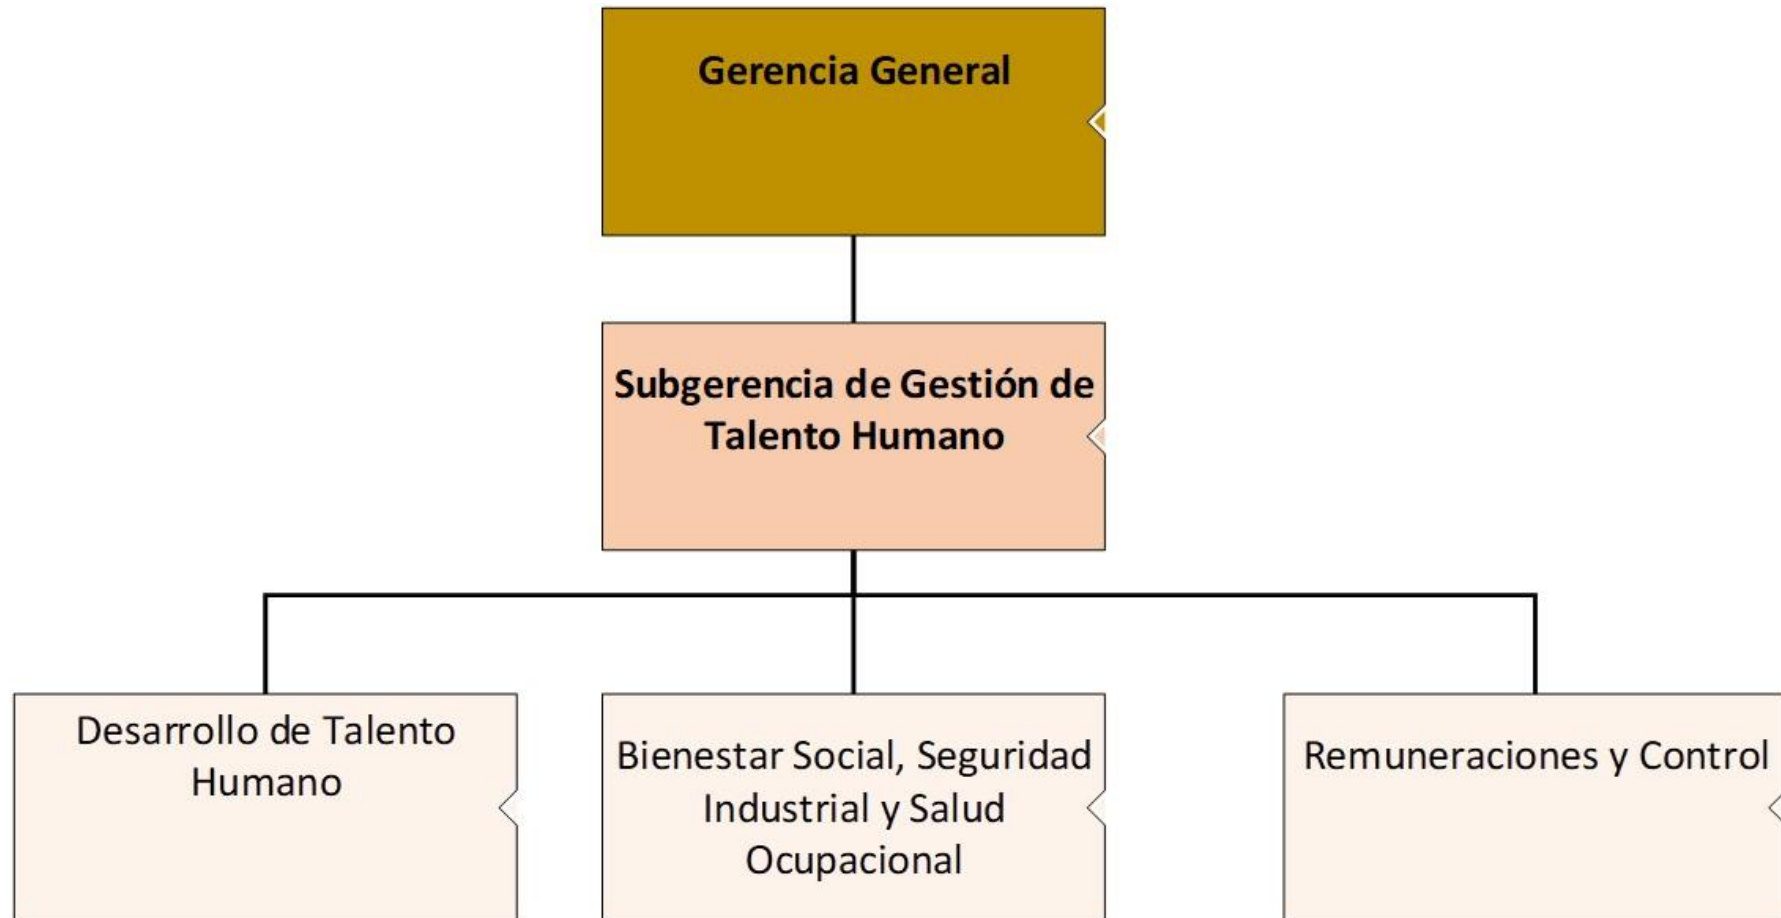 Gerencia General
Subgerencia de Gestión de
Talento Humano
Desarrollo de Talento
Humano
Bienestar Social, Seguridad
Industrial y Salud
Ocupacional
Remuneraciones y Control